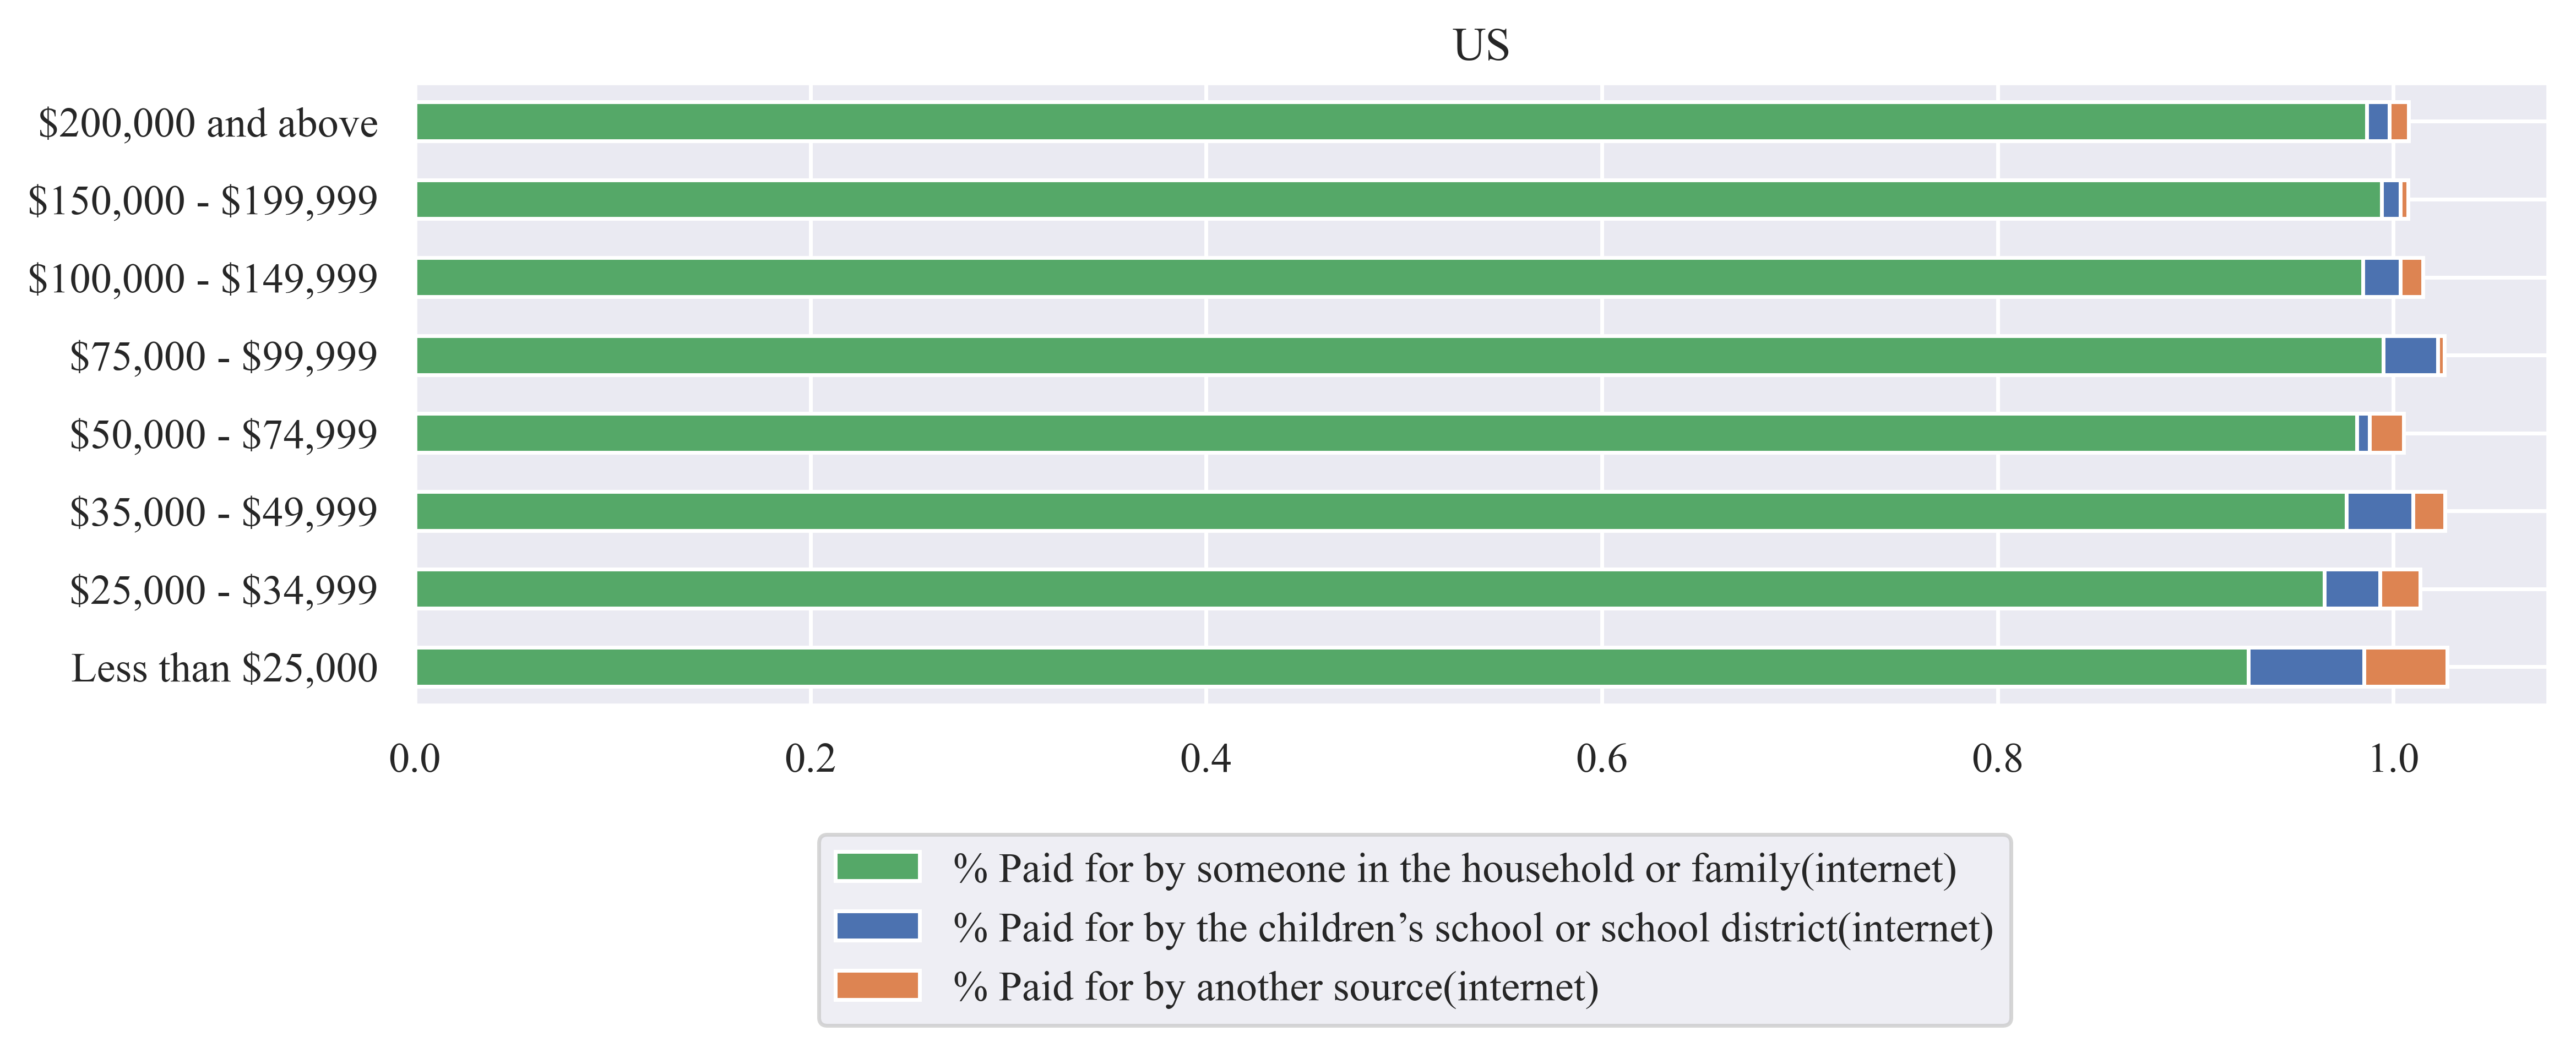 US
$200,000 and above
$150,000 - $199,999
$100,000 - $149,999
$75,000 - $99,999
$50,000 - $74,999
$35,000 - $49,999
$25,000 - $34,999
Less than $25,000
0.0 0.2 0.4 0.6 0.8 1.0
% Paid for by someone in the household or family(internet)
% Paid for by the children’s school or school district(internet)
% Paid for by another source(internet)